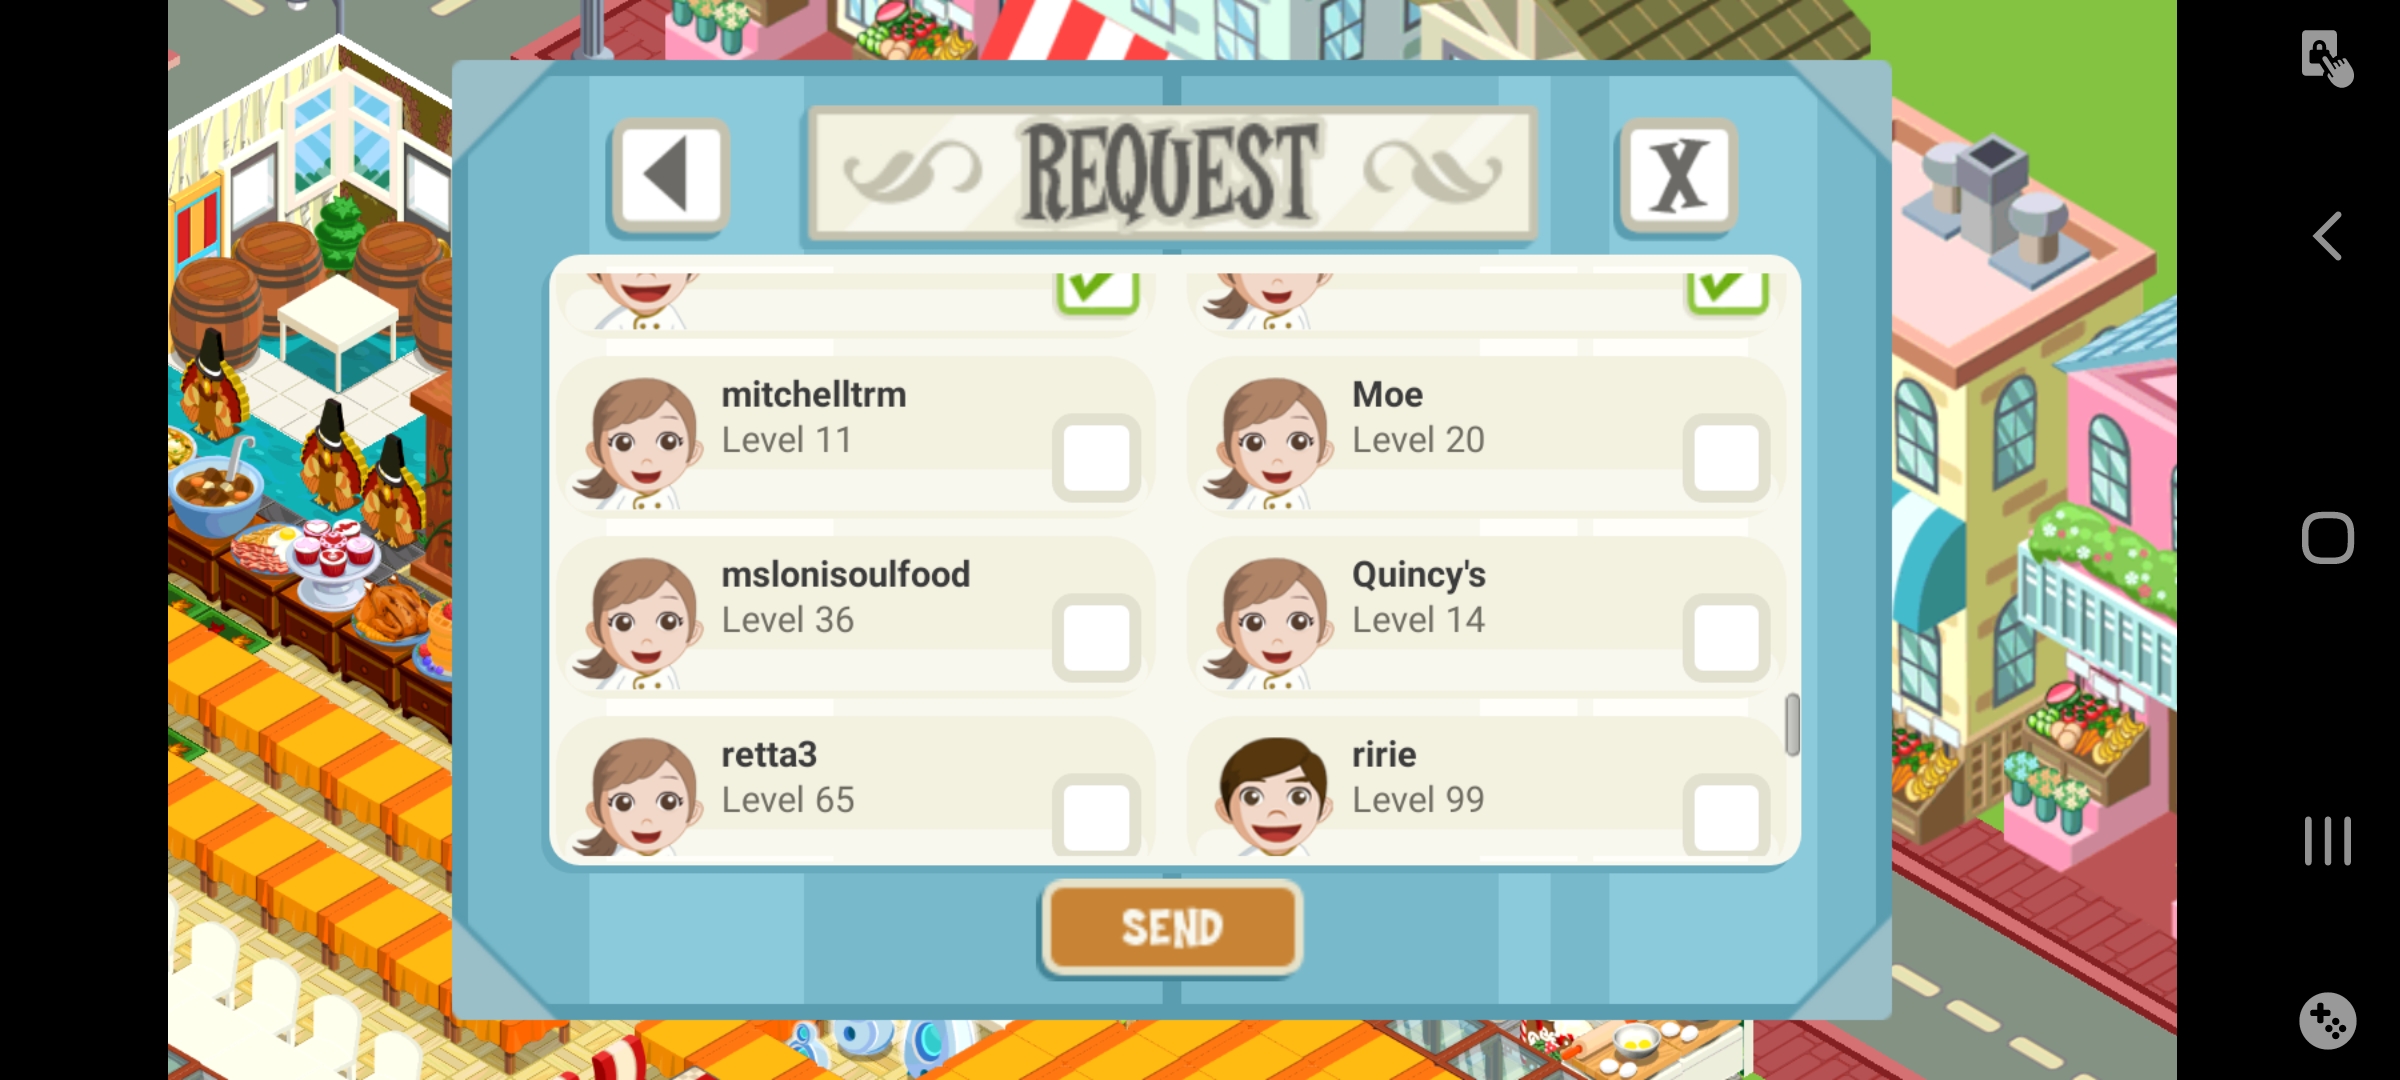 REQUEST
X
mitchelltrm
Level 11
Moe
Level 20
mslonisoulfood
Level 36
Quincy's
Level 14
retta3
Level 65
ririe
Level 99
SEND